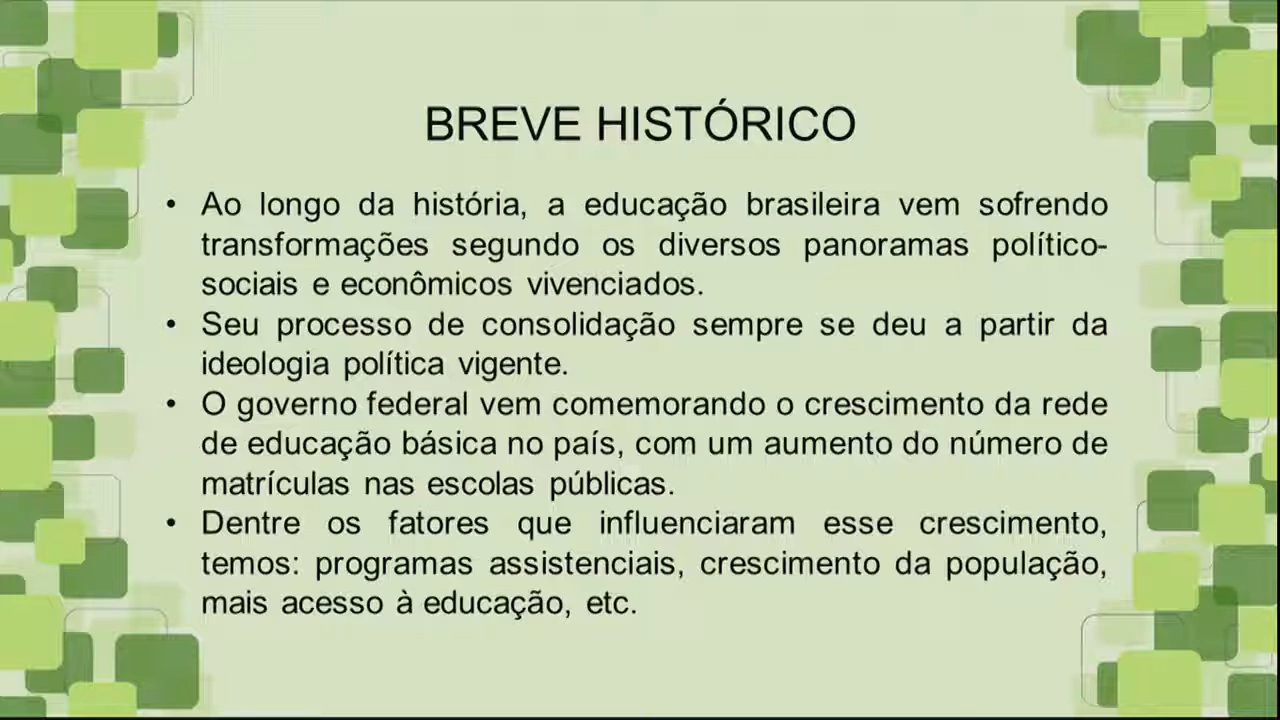 BREVE HISTÓRICO
• Ao longo da história, a educação brasileira vem sofrendo
transformações segundo os diversos panoramas político-
sociais e econômicos vivenciados.
• Seu processo de consolidação sempre se deu a partir da
ideologia política vigente.
• O governo federal vem comemorando o crescimento da rede
de educação básica no país, com um aumento do número de
matrículas nas escolas públicas.
• Dentre os fatores que influenciaram esse crescimento,
temos: programas assistenciais, crescimento da população,
mais acesso à educação, etc.